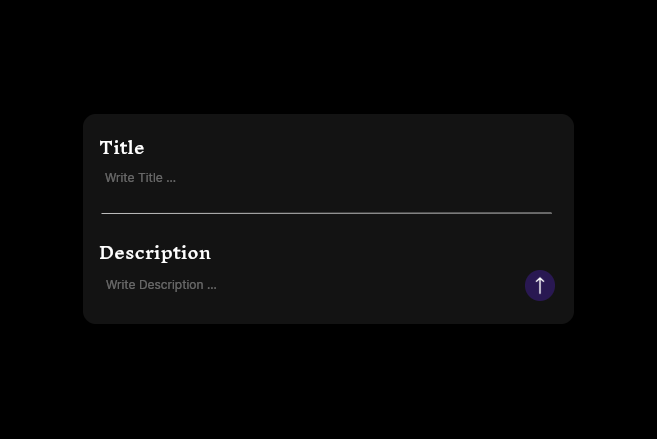 Title
Write Title ...
Description
Write Description ...